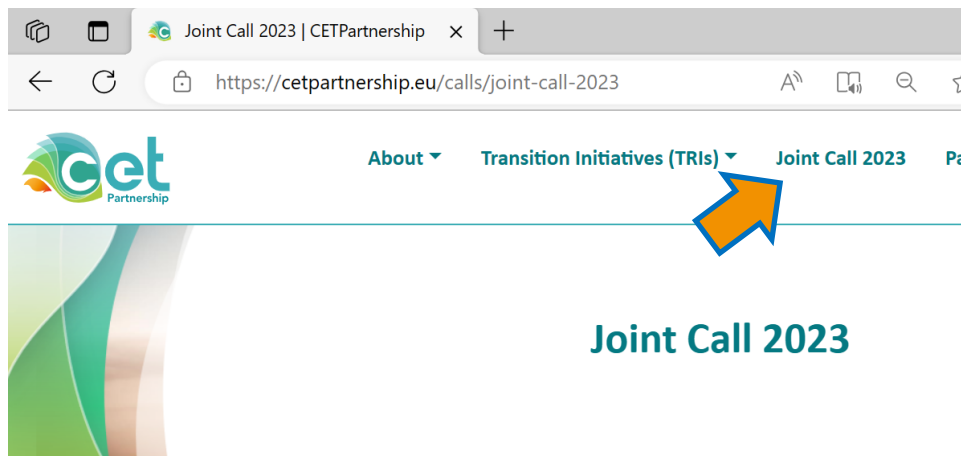 Joint Call 2023 | CETPartnership
https://cetpartnership.eu/calls/joint-call-2023
cet
Partnership
About
Transition Initiatives (TRIs)
Joint Call 2023
Joint Call 2023